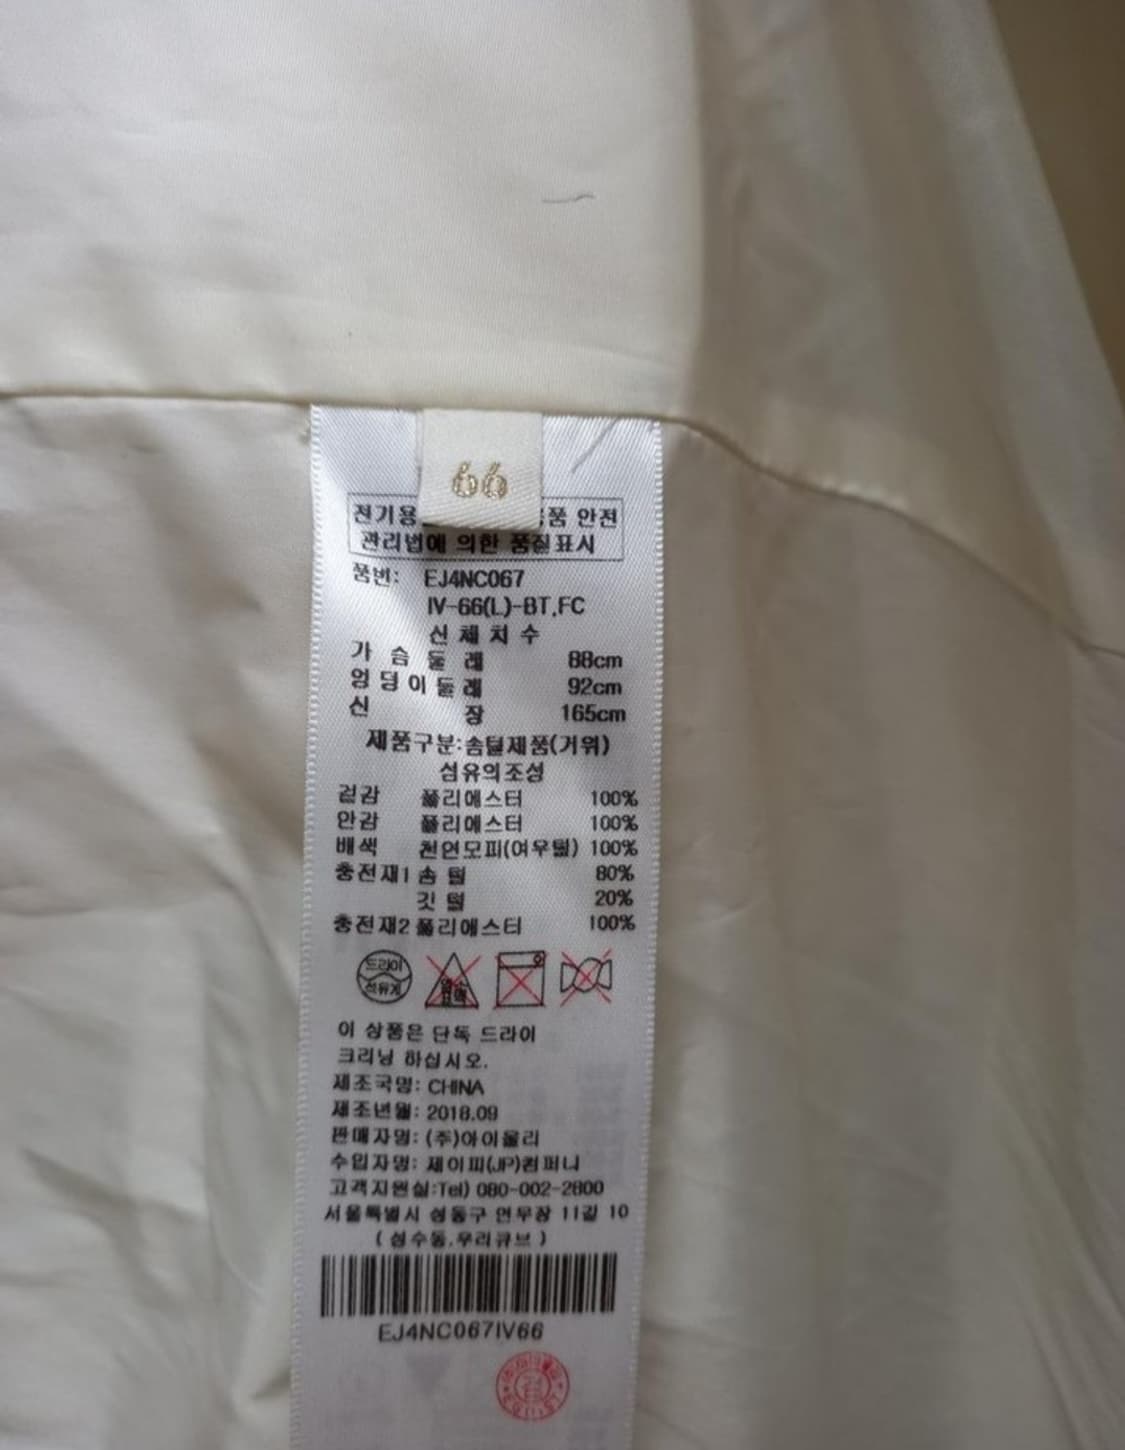 66
전기용 품 안전
관리법에 의한 품질표시
품번: EJ4NC067
IV-66(L)-BT,FC
신체치수
가슴둘레 88cm
엉덩이둘레 92cm
신장 165cm
제품구분:솜털제품(거위)
섬유의조성
겉감 폴리에스터 100%
안감 폴리에스터 100%
배색 천연모피(여우털) 100%
충전재1 솜털 80%
깃털 20%
충전재2 폴리에스터 100%
드라이
석유계
이 상품은 단독 드라이
크리닝 하십시오.
제조국명: CHINA
제조년월: 2018.09
판매자명: (주)아이올리
수입자명: 제이피(JP)컴퍼니
고객지원실:Tel) 080-002-2800
서울특별시 성동구 연무장 11길 10
( 성수동.우리큐브 )
EJ4NC067IV66